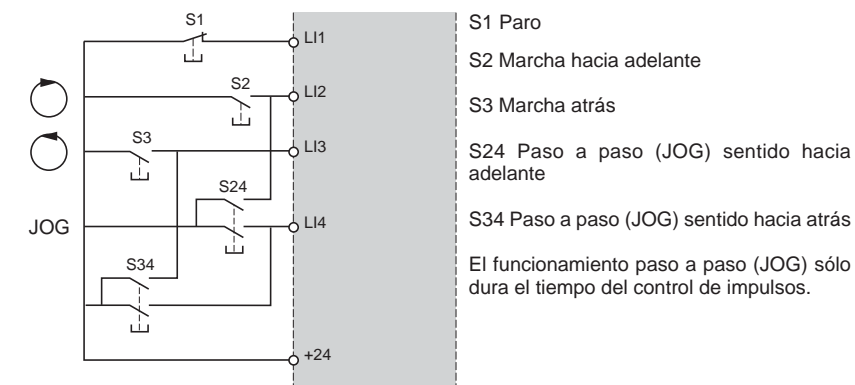 S1
LI1
S2
LI2
S3
LI3
S24
JOG
LI4
S34
+24
S1 Paro
S2 Marcha hacia adelante
S3 Marcha atrás
S24 Paso a paso (JOG) sentido hacia
adelante
S34 Paso a paso (JOG) sentido hacia atrás
El funcionamiento paso a paso (JOG) sólo
dura el tiempo del control de impulsos.